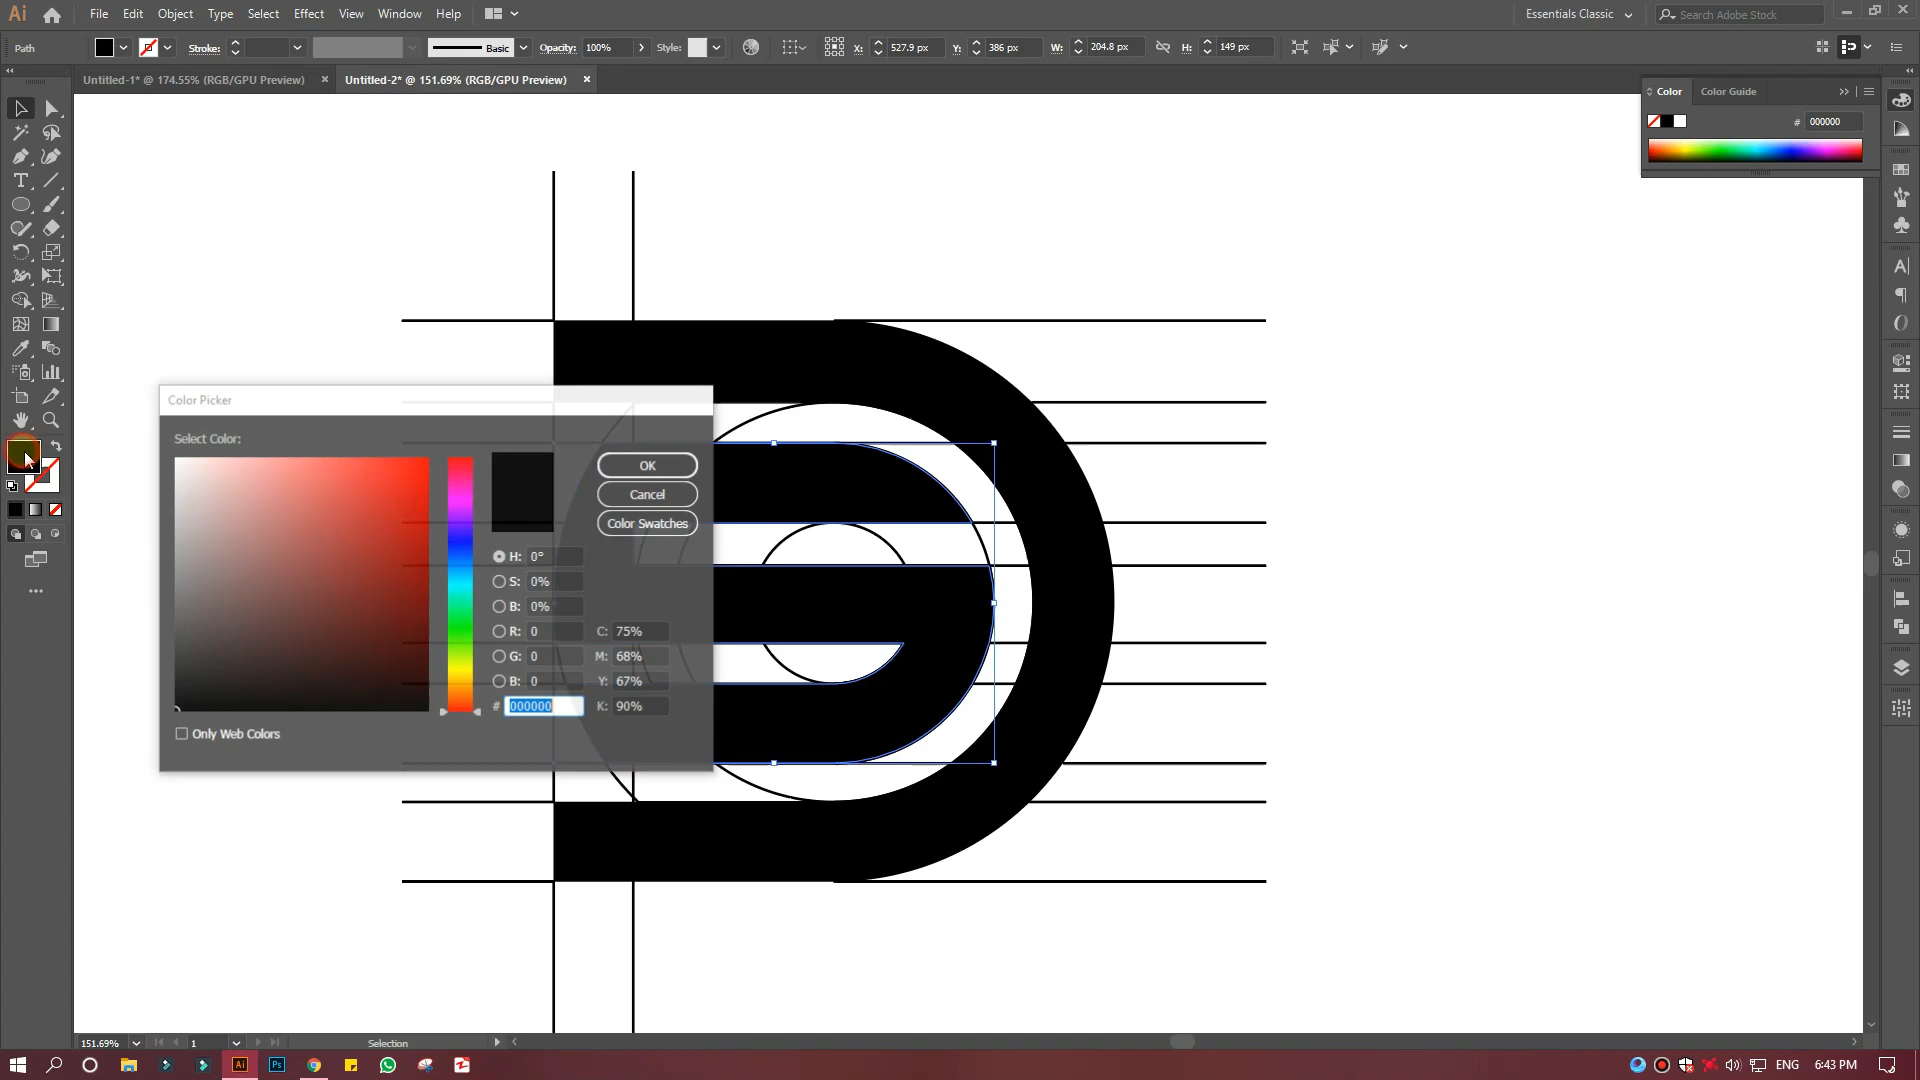 Ai File Edit Object Type Select Effect View Window Help Essentials Classic Search Adobe Stock
Path Stroke: Basic Opacity: 100% Style: X: 527.9 px Y: 386 px W: 204.8 px H: 149 px
Untitled-1* @ 174.55% (RGB/GPU Preview) Untitled-2* @ 151.69% (RGB/GPU Preview)
Color Color Guide
# 000000
Color Picker
Select Color:
OK
Cancel
Color Swatches
H: 0°
S: 0%
B: 0%
R: 0 C: 75%
G: 0 M: 68%
B: 0 Y: 67%
# 000000 K: 90%
Only Web Colors
151.69% 1 Selection
Ai Ps ENG 6:43 PM